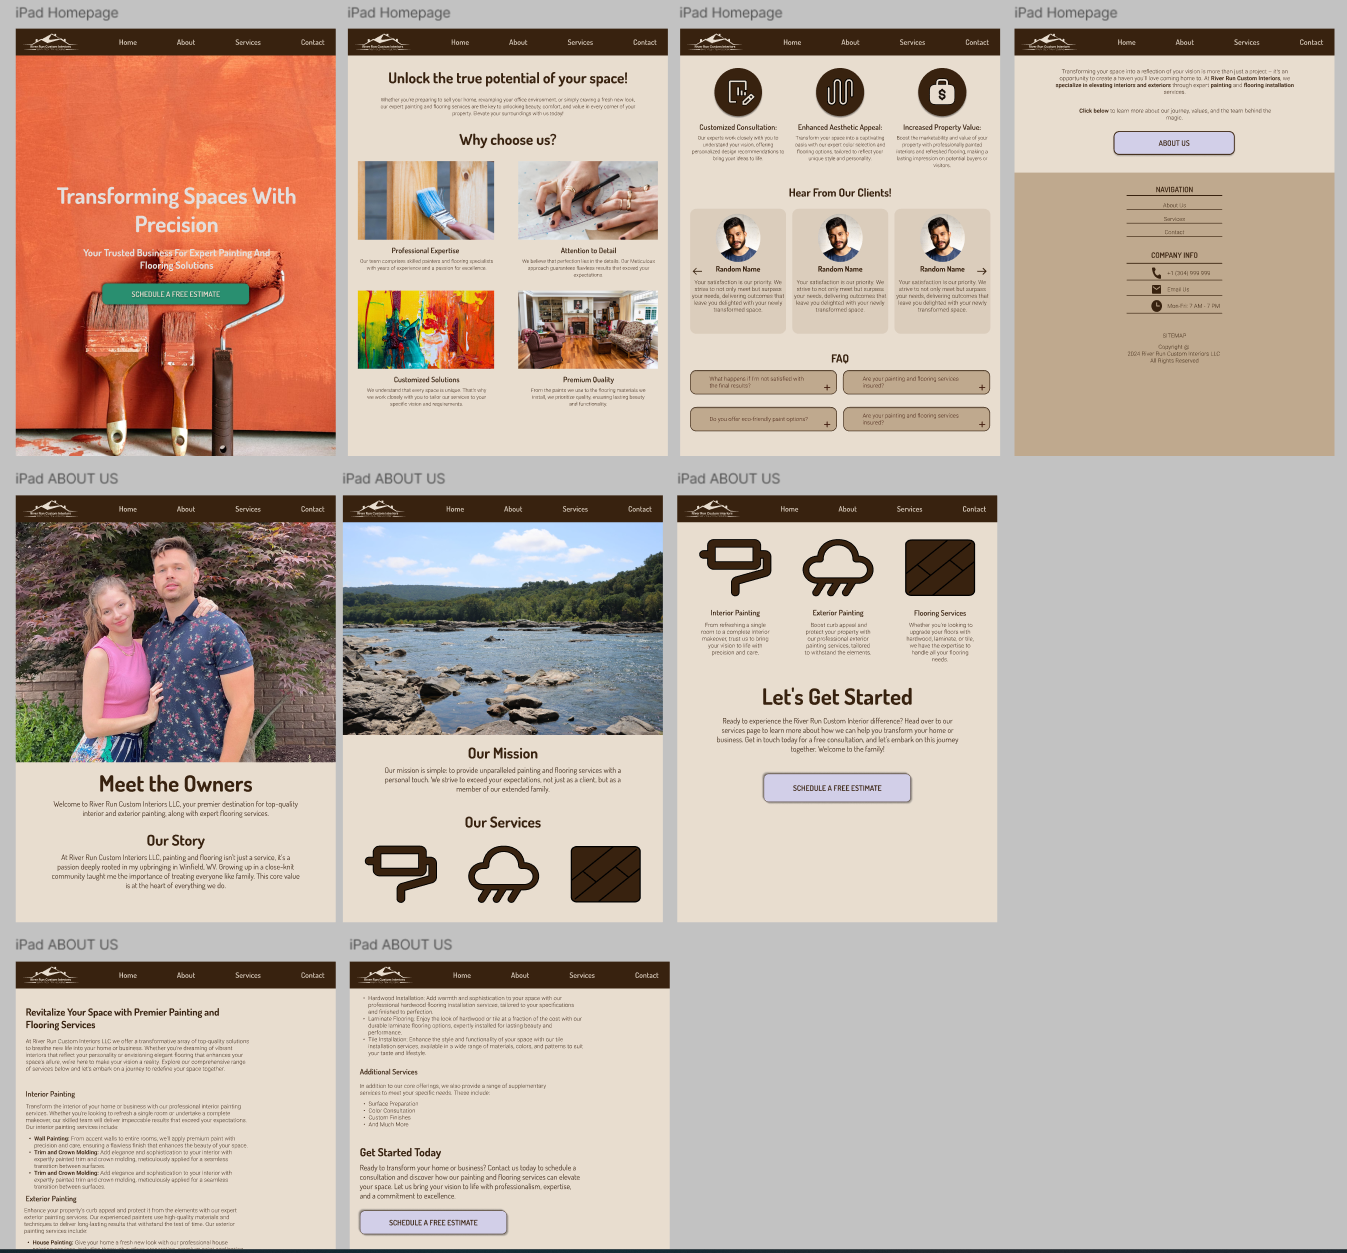 iPad Homepage
River Run Custom Interiors
Home About Services Contact
Transforming Spaces With
Precision
Your Trusted Business For Expert Painting And
Flooring Solutions
SCHEDULE A FREE ESTIMATE
iPad Homepage
River Run Custom Interiors
Home About Services Contact
Unlock the true potential of your space!
Whether you're preparing to sell your home, revamping your office environment, or simply craving a fresh new look,
our expert painting and flooring services are the key to unlocking beauty, comfort, and value in every corner of your
property. Elevate your surroundings with us today!
Why choose us?
Professional Expertise
Our team comprises skilled painters and flooring specialists
with years of experience and a passion for excellence.
Attention to Detail
We believe that perfection lies in the details. Our Meticulous
approach guarantees flawless results that exceed your
expectations.
Customized Solutions
We understand that every space is unique. That's why
we work closely with you to tailor our services to your
specific vision and requirements.
Premium Quality
From the paints we use to the flooring materials we
install, we prioritize quality, ensuring lasting beauty
and functionality.
iPad Homepage
River Run Custom Interiors
Home About Services Contact
Customized Consultation:
Our experts work closely with you to
understand your vision, offering
personalized design recommendations to
bring your ideas to life.
Enhanced Aesthetic Appeal:
Transform your space into a captivating
oasis with our expert color selection and
flooring options, tailored to reflect your
unique style and personality.
Increased Property Value:
Boost the marketability and value of your
property with professionally painted
interiors and refreshed flooring, making a
lasting impression on potential buyers or
visitors.
Hear From Our Clients!
Random Name
Your satisfaction is our priority. We
strive to not only meet but surpass
your needs, delivering outcomes that
leave you delighted with your newly
transformed space.
Random Name
Your satisfaction is our priority. We
strive to not only meet but surpass
your needs, delivering outcomes that
leave you delighted with your newly
transformed space.
Random Name
Your satisfaction is our priority. We
strive to not only meet but surpass
your needs, delivering outcomes that
leave you delighted with your newly
transformed space.
FAQ
What happens if I'm not satisfied with
the final results? +
Are your painting and flooring services
insured? +
Do you offer eco-friendly paint options? +
Are your painting and flooring services
insured? +
iPad Homepage
River Run Custom Interiors
Home About Services Contact
Transforming your space into a reflection of your vision is more than just a project – it's an
opportunity to create a haven you'll love coming home to. At River Run Custom Interiors, we
specialize in elevating interiors and exteriors through expert painting and flooring installation
services.
Click below to learn more about our journey, values, and the team behind the
magic.
ABOUT US
NAVIGATION
About Us
Services
Contact
COMPANY INFO
+1 (304) 999 999
Email Us
Mon-Fri: 7 AM - 7 PM
SITEMAP
Copyright @
2024 River Run Custom Interiors LLC
All Rights Reserved
iPad ABOUT US
River Run Custom Interiors
Home About Services Contact
Meet the Owners
Welcome to River Run Custom Interiors LLC, your premier destination for top-quality
interior and exterior painting, along with expert flooring services.
Our Story
At River Run Custom Interiors LLC, painting and flooring isn't just a service, it's a
passion deeply rooted in my upbringing in Winfield, WV. Growing up in a close-knit
community taught me the importance of treating everyone like family. This core value
is at the heart of everything we do.
iPad ABOUT US
River Run Custom Interiors
Home About Services Contact
Our Mission
Our mission is simple: to provide unparalleled painting and flooring services with a
personal touch. We strive to exceed your expectations, not just as a client, but as a
member of our extended family.
Our Services
iPad ABOUT US
River Run Custom Interiors
Home About Services Contact
Interior Painting
From refreshing a single
room to a complete interior
makeover, trust us to bring
your vision to life with
precision and care.
Exterior Painting
Boost curb appeal and
protect your property with
our professional exterior
painting services, tailored
to withstand the elements.
Flooring Services
Whether you're looking to
upgrade your floors with
hardwood, laminate, or tile,
we have the expertise to
handle all your flooring
needs.
Let's Get Started
Ready to experience the River Run Custom Interior difference? Head over to our
services page to learn more about how we can help you transform your home or
business. Get in touch today for a free consultation, and let's embark on this journey
together. Welcome to the family!
SCHEDULE A FREE ESTIMATE
iPad ABOUT US
River Run Custom Interiors
Home About Services Contact
Revitalize Your Space with Premier Painting and
Flooring Services
At River Run Custom Interiors LLC we offer a transformative array of top-quality solutions
to breathe new life into your home or business. Whether you're dreaming of vibrant
interiors that reflect your personality or envisioning elegant flooring that enhances your
space's allure, we're here to make your vision a reality. Explore our comprehensive range
of services below and let's embark on a journey to redefine your space together.
Interior Painting
Transform the interior of your home or business with our professional interior painting
services. Whether you're looking to refresh a single room or undertake a complete
makeover, our skilled team will deliver impeccable results that exceed your expectations.
Our interior painting services include:
• Wall Painting: From accent walls to entire rooms, we'll apply premium paint with
precision and care, ensuring a flawless finish that enhances the beauty of your space.
• Trim and Crown Molding: Add elegance and sophistication to your interior with
expertly painted trim and crown molding, meticulously applied for a seamless
transition between surfaces.
• Trim and Crown Molding: Add elegance and sophistication to your interior with
expertly painted trim and crown molding, meticulously applied for a seamless
transition between surfaces.
Exterior Painting
Enhance your property's curb appeal and protect it from the elements with our expert
exterior painting services. Our experienced painters use high-quality materials and
techniques to deliver long-lasting results that withstand the test of time. Our exterior
painting services include:
• House Painting: Give your home a fresh new look with our professional house
iPad ABOUT US
River Run Custom Interiors
Home About Services Contact
• Hardwood Installation: Add warmth and sophistication to your space with our
professional hardwood flooring installation services, tailored to your specifications
and finished to perfection.
• Laminate Flooring: Enjoy the look of hardwood or tile at a fraction of the cost with our
durable laminate flooring options, expertly installed for lasting beauty and
performance.
• Tile Installation: Enhance the style and functionality of your space with our tile
installation services, available in a wide range of materials, colors, and patterns to suit
your taste and lifestyle.
Additional Services
In addition to our core offerings, we also provide a range of supplementary
services to meet your specific needs. These include:
• Surface Preparation
• Color Consultation
• Custom Finishes
• And Much More
Get Started Today
Ready to transform your home or business? Contact us today to schedule a
consultation and discover how our painting and flooring services can elevate
your space. Let us bring your vision to life with professionalism, expertise,
and a commitment to excellence.
SCHEDULE A FREE ESTIMATE